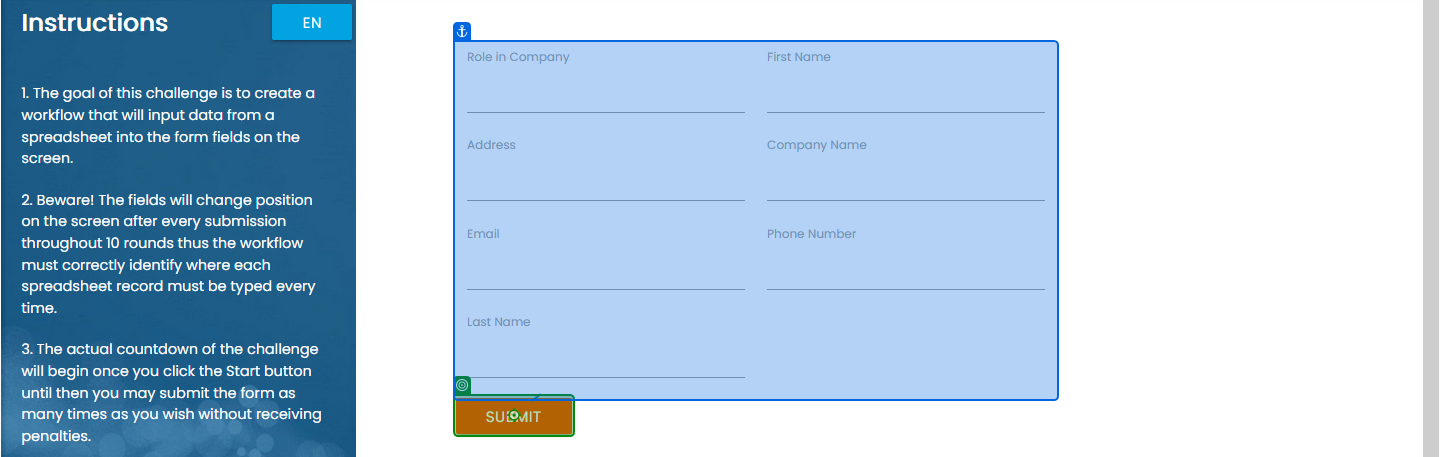 Instructions
EN
1. The goal of this challenge is to create a
workflow that will input data from a
spreadsheet into the form fields on the
screen.
2. Beware! The fields will change position
on the screen after every submission
throughout 10 rounds thus the workflow
must correctly identify where each
spreadsheet record must be typed every
time.
3. The actual countdown of the challenge
will begin once you click the Start button
until then you may submit the form as
many times as you wish without receiving
penalties.
Role in Company
First Name
Address
Company Name
Email
Phone Number
Last Name
SUBMIT